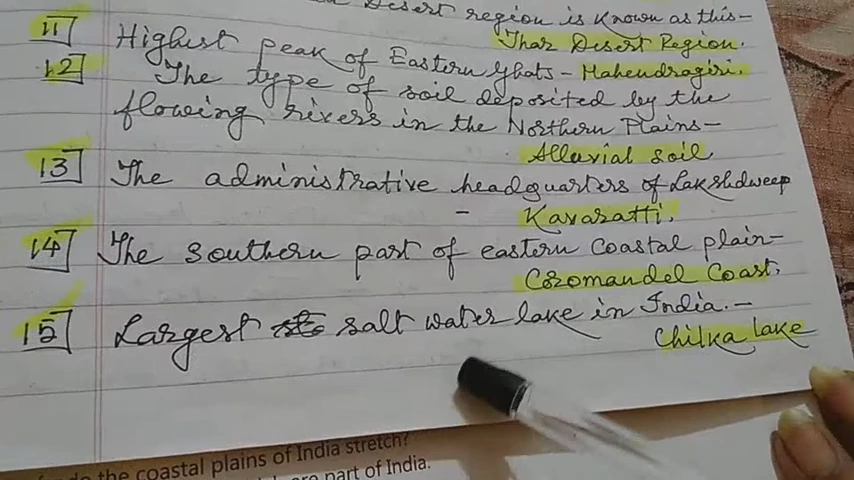 Desert region is known as this-
Thar Desert Region.
11 Highest peak of Eastern Ghats - Mahendragiri.
12 The type of soil deposited by the
flowing rivers in the Northern Plains-
Alluvial soil.
13 The administrative headquarters of Lakshdweep
- Kavaratti.
14 The southern part of eastern coastal plain-
Coromandel Coast.
15 Largest salt water lake in India. -
Chilka lake
the coastal plains of India stretch?
part of India.